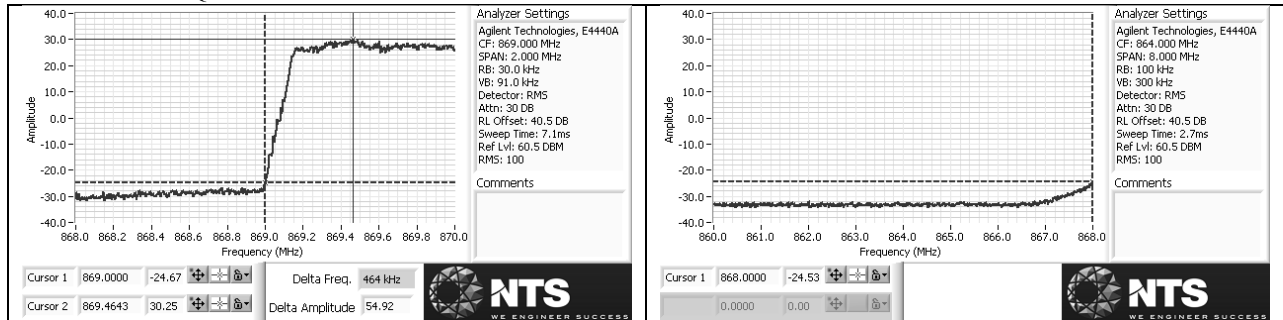 40.0
30.0
20.0
10.0
0.0
-10.0
-20.0
-30.0
-40.0
Amplitude
868.0 868.2 868.4 868.6 868.8 869.0 869.2 869.4 869.6 869.8 870.0
Frequency (MHz)
Analyzer Settings
Agilent Technologies, E4440A
CF: 869.000 MHz
SPAN: 2.000 MHz
RB: 30.0 kHz
VB: 91.0 kHz
Detector: RMS
Attn: 30 DB
RL Offset: 40.5 DB
Sweep Time: 7.1ms
Ref Lvl: 60.5 DBM
RMS: 100
Comments
Cursor 1 869.0000 -24.67
Cursor 2 869.4643 30.25
Delta Freq. 464 kHz
Delta Amplitude 54.92
NTS
WE ENGINEER SUCCESS
40.0
30.0
20.0
10.0
0.0
-10.0
-20.0
-30.0
-40.0
Amplitude
860.0 861.0 862.0 863.0 864.0 865.0 866.0 867.0 868.0
Frequency (MHz)
Analyzer Settings
Agilent Technologies, E4440A
CF: 864.000 MHz
SPAN: 8.000 MHz
RB: 100 kHz
VB: 300 kHz
Detector: RMS
Attn: 30 DB
RL Offset: 40.5 DB
Sweep Time: 2.7ms
Ref Lvl: 60.5 DBM
RMS: 100
Comments
Cursor 1 868.0000 -24.53
0.0000 0.00
NTS
WE ENGINEER SUCCESS